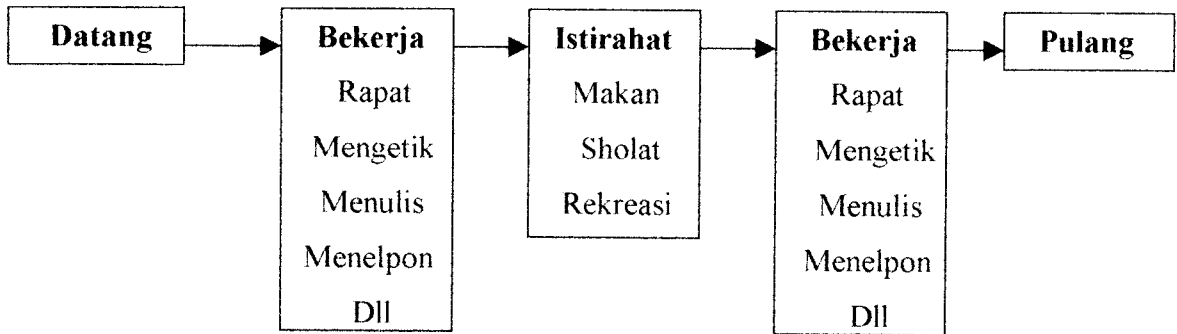 Datang
Bekerja
Rapat
Mengetik
Menulis
Menelpon
Dll
Istirahat
Makan
Sholat
Rekreasi
Bekerja
Rapat
Mengetik
Menulis
Menelpon
Dll
Pulang